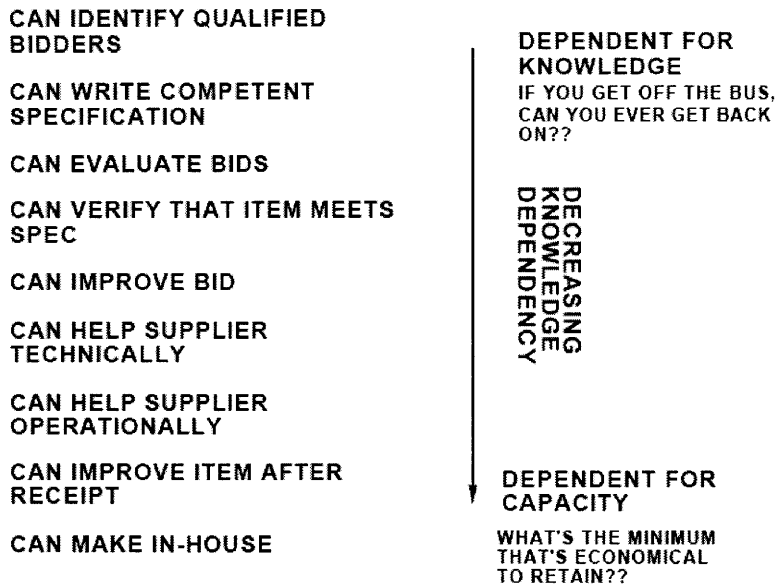 CAN IDENTIFY QUALIFIED
BIDDERS
CAN WRITE COMPETENT
SPECIFICATION
CAN EVALUATE BIDS
CAN VERIFY THAT ITEM MEETS
SPEC
CAN IMPROVE BID
CAN HELP SUPPLIER
TECHNICALLY
CAN HELP SUPPLIER
OPERATIONALLY
CAN IMPROVE ITEM AFTER
RECEIPT
CAN MAKE IN-HOUSE
DEPENDENT FOR
KNOWLEDGE
IF YOU GET OFF THE BUS,
CAN YOU EVER GET BACK
ON??
DECREASING
KNOWLEDGE
DEPENDENCY
DEPENDENT FOR
CAPACITY
WHAT'S THE MINIMUM
THAT'S ECONOMICAL
TO RETAIN??